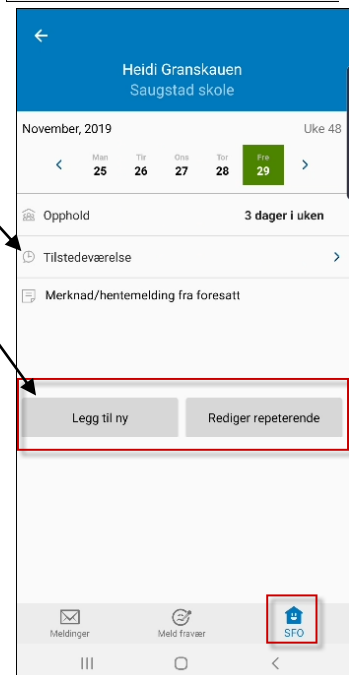 Heidi Granskauen
Saugstad skole
November, 2019 Uke 48
Man Tir Ons Tor Fre
25 26 27 28 29
Opphold 3 dager i uken
Tilstedeværelse
Merknad/hentemelding fra foresatt
Legg til ny Rediger repeterende
Meldinger Meld fravær SFO